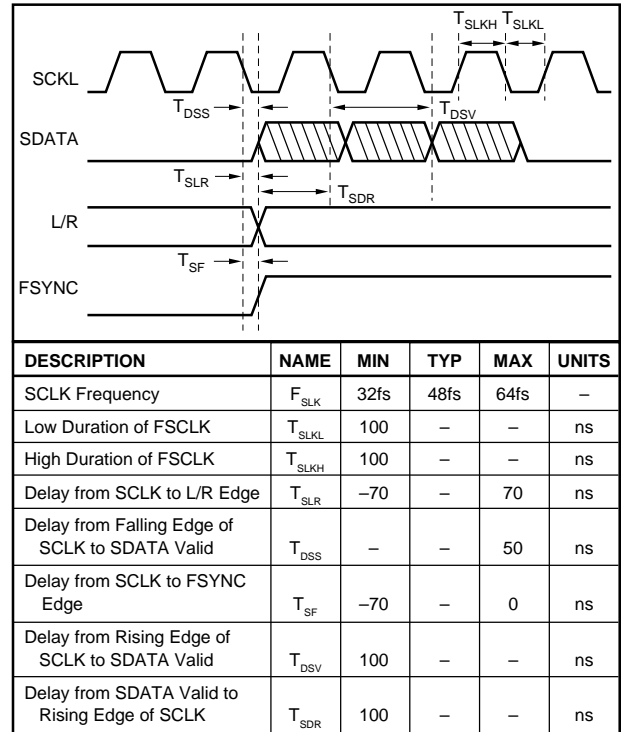 T_SLKH T_SLKL
SCKL
T_DSS T_DSV
SDATA
T_SLR T_SDR
L/R
T_SF
FSYNC
DESCRIPTION NAME MIN TYP MAX UNITS
SCLK Frequency F_SLK 32fs 48fs 64fs –
Low Duration of FSCLK T_SLKL 100 – – ns
High Duration of FSCLK T_SLKH 100 – – ns
Delay from SCLK to L/R Edge T_SLR –70 – 70 ns
Delay from Falling Edge of
SCLK to SDATA Valid T_DSS – – 50 ns
Delay from SCLK to FSYNC
Edge T_SF –70 – 0 ns
Delay from Rising Edge of
SCLK to SDATA Valid T_DSV 100 – – ns
Delay from SDATA Valid to
Rising Edge of SCLK T_SDR 100 – – ns